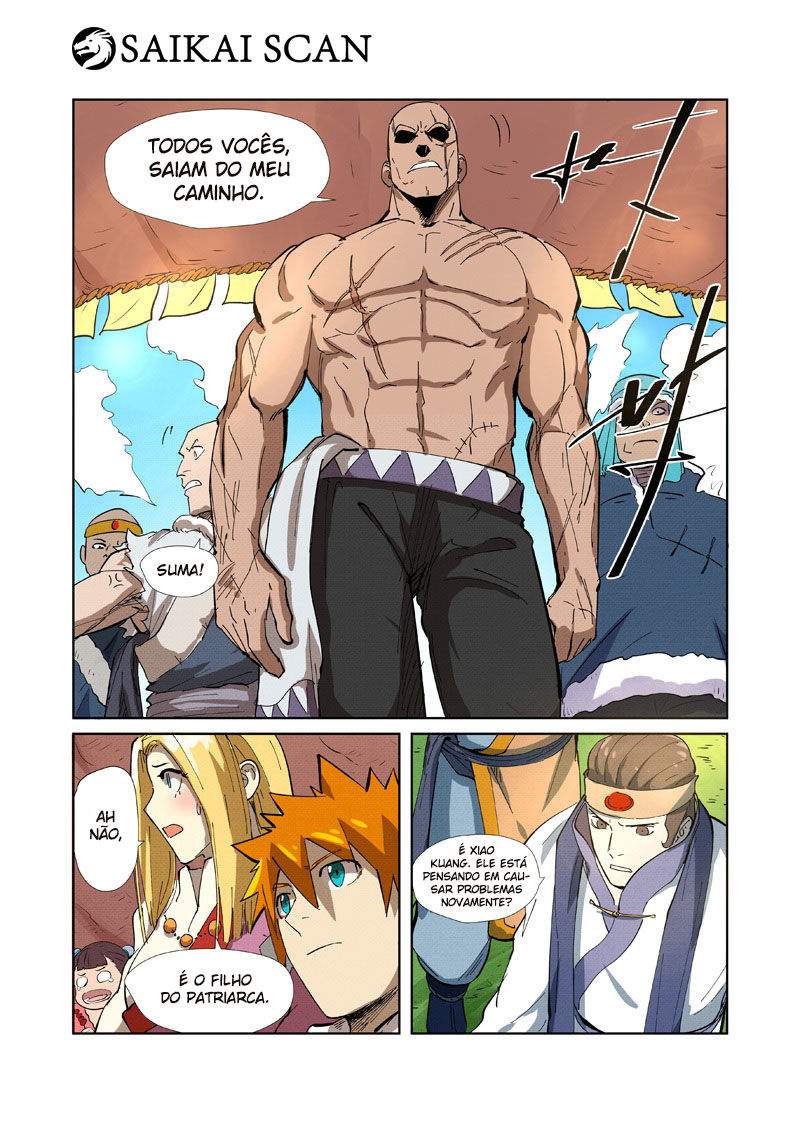 SAIKAI SCAN
TODOS VOCÊS,
SAIAM DO MEU
CAMINHO.
SUMA!
AH
NÃO,
É O FILHO
DO PATRIARCA.
É XIAO
KUANG. ELE ESTÁ
PENSANDO EM CAU-
SAR PROBLEMAS
NOVAMENTE?